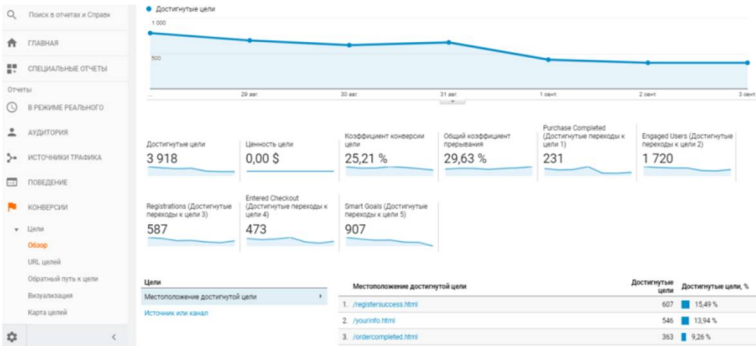 Поиск в отчетах и Справк
ГЛАВНАЯ
СПЕЦИАЛЬНЫЕ ОТЧЕТЫ
Отчеты
В РЕЖИМЕ РЕАЛЬНОГО
АУДИТОРИЯ
ИСТОЧНИКИ ТРАФИКА
ПОВЕДЕНИЕ
КОНВЕРСИИ
Цели
Обзор
URL целей
Обратный путь к цели
Визуализация
Карта целей
Достигнутые цели
1 000
500
...
29 авг.
30 авг.
31 авг.
1 сент.
2 сент.
3 сент.
Достигнутые цели
3 918
Ценность цели
0,00 $
Коэффициент конверсии
цели
25,21 %
Общий коэффициент
прерывания
29,63 %
Purchase Completed
(Достигнутые переходы к
цели 1)
231
Engaged Users (Достигнутые
переходы к цели 2)
1 720
Registrations (Достигнутые
переходы к цели 3)
587
Entered Checkout
(Достигнутые переходы к
цели 4)
473
Smart Goals (Достигнутые
переходы к цели 5)
907
Цели
Местоположение достигнутой цели
Источник или канал
Местоположение достигнутой цели
Достигнутые
цели
Достигнутые цели, %
1. /registersuccess.html 607 15,49 %
2. /yourinfo.html 546 13,94 %
3. /ordercompleted.html 363 9,26 %